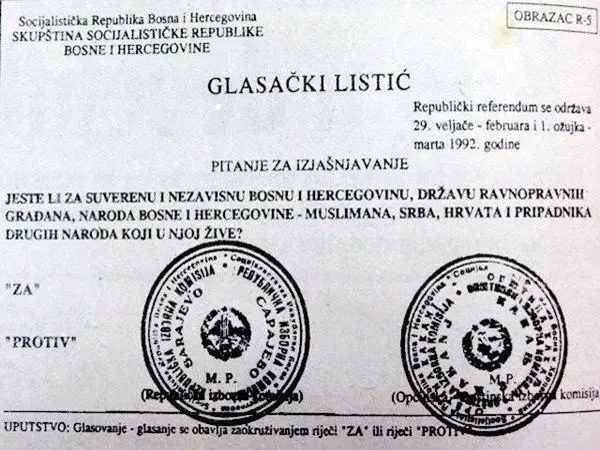 Socijalistička Republika Bosna i Hercegovina
SKUPŠTINA SOCIJALISTIČKE REPUBLIKE
BOSNE I HERCEGOVINE
OBRAZAC R-5
GLASAČKI LISTIĆ
Republički referendum se održava
29. veljače - februara i 1. ožujka-
marta 1992. godine
PITANJE ZA IZJAŠNJAVANJE
JESTE LI ZA SUVERENU I NEZAVISNU BOSNU I HERCEGOVINU, DRŽAVU RAVNOPRAVNIH
GRAĐANA, NARODA BOSNE I HERCEGOVINE - MUSLIMANA, SRBA, HRVATA I PRIPADNIKA
DRUGIH NARODA KOJI U NJOJ ŽIVE?
"ZA"
"PROTIV"
SARAJEVO
САРАЈЕВО
M. P.
M. P.
(Republička izborna komisija)
izborna komisija)
UPUTSTVO: Glasovanje - glasanje se obavlja zaokruživanjem riječi "ZA" ili riječi "PROTIV"